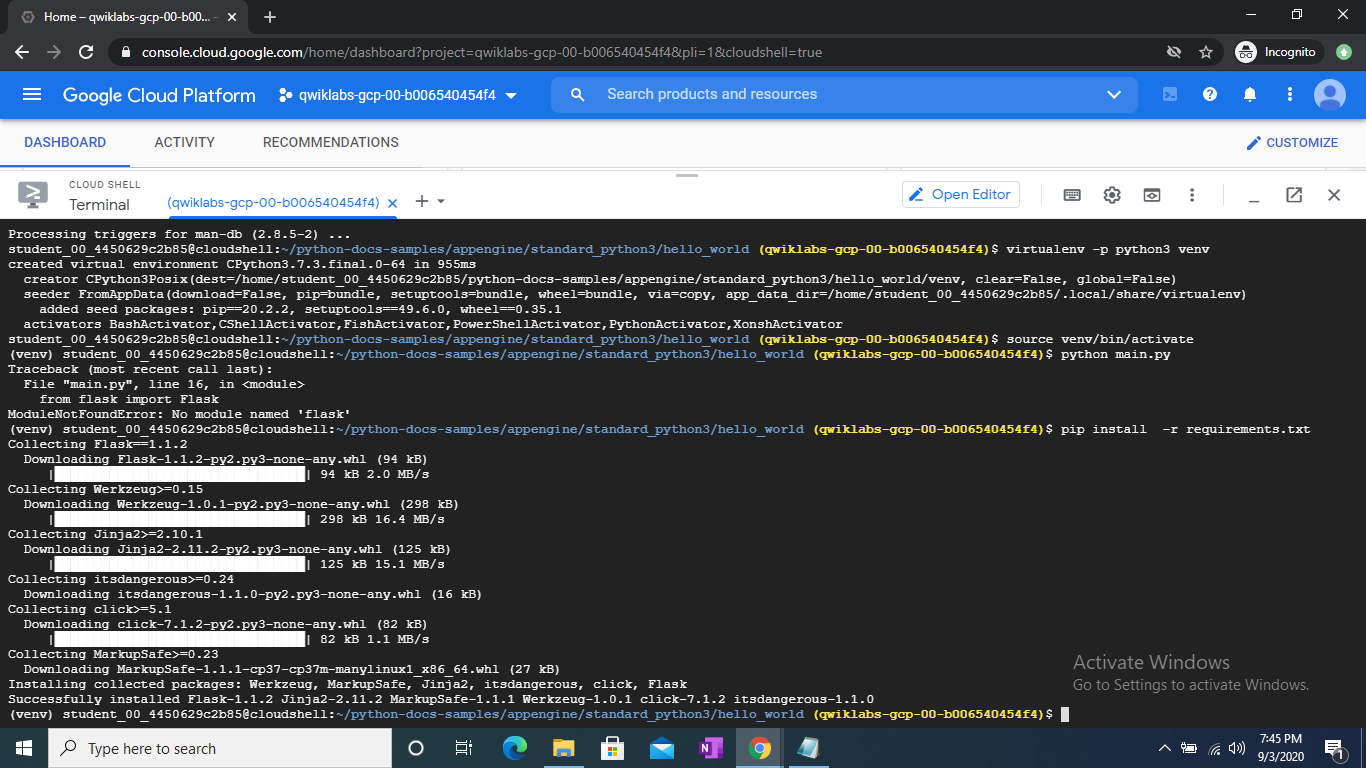 Home – qwiklabs-gcp-00-b00...
console.cloud.google.com/home/dashboard?project=qwiklabs-gcp-00-b006540454f4&pli=1&cloudshell=true
Incognito
Google Cloud Platform
qwiklabs-gcp-00-b006540454f4
Search products and resources
DASHBOARD
ACTIVITY
RECOMMENDATIONS
CUSTOMIZE
CLOUD SHELL
Terminal
(qwiklabs-gcp-00-b006540454f4)
Open Editor
Processing triggers for man-db (2.8.5-2) ...
student_00_4450629c2b85@cloudshell:~/python-docs-samples/appengine/standard_python3/hello_world (qwiklabs-gcp-00-b006540454f4)$ virtualenv -p python3 venv
created virtual environment CPython3.7.3.final.0-64 in 955ms
  creator CPython3Posix(dest=/home/student_00_4450629c2b85/python-docs-samples/appengine/standard_python3/hello_world/venv, clear=False, global=False)
  seeder FromAppData(download=False, pip=bundle, setuptools=bundle, wheel=bundle, via=copy, app_data_dir=/home/student_00_4450629c2b85/.local/share/virtualenv)
    added seed packages: pip==20.2.2, setuptools==49.6.0, wheel==0.35.1
  activators BashActivator,CShellActivator,FishActivator,PowerShellActivator,PythonActivator,XonshActivator
student_00_4450629c2b85@cloudshell:~/python-docs-samples/appengine/standard_python3/hello_world (qwiklabs-gcp-00-b006540454f4)$ source venv/bin/activate
(venv) student_00_4450629c2b85@cloudshell:~/python-docs-samples/appengine/standard_python3/hello_world (qwiklabs-gcp-00-b006540454f4)$ python main.py
Traceback (most recent call last):
  File "main.py", line 16, in <module>
    from flask import Flask
ModuleNotFoundError: No module named 'flask'
(venv) student_00_4450629c2b85@cloudshell:~/python-docs-samples/appengine/standard_python3/hello_world (qwiklabs-gcp-00-b006540454f4)$ pip install  -r requirements.txt
Collecting Flask==1.1.2
  Downloading Flask-1.1.2-py2.py3-none-any.whl (94 kB)
| | 94 kB 2.0 MB/s
Collecting Werkzeug>=0.15
  Downloading Werkzeug-1.0.1-py2.py3-none-any.whl (298 kB)
| | 298 kB 16.4 MB/s
Collecting Jinja2>=2.10.1
  Downloading Jinja2-2.11.2-py2.py3-none-any.whl (125 kB)
| | 125 kB 15.1 MB/s
Collecting itsdangerous>=0.24
  Downloading itsdangerous-1.1.0-py2.py3-none-any.whl (16 kB)
Collecting click>=5.1
  Downloading click-7.1.2-py2.py3-none-any.whl (82 kB)
| | 82 kB 1.1 MB/s
Collecting MarkupSafe>=0.23
  Downloading MarkupSafe-1.1.1-cp37-cp37m-manylinux1_x86_64.whl (27 kB)
Installing collected packages: Werkzeug, MarkupSafe, Jinja2, itsdangerous, click, Flask
Successfully installed Flask-1.1.2 Jinja2-2.11.2 MarkupSafe-1.1.1 Werkzeug-1.0.1 click-7.1.2 itsdangerous-1.1.0
(venv) student_00_4450629c2b85@cloudshell:~/python-docs-samples/appengine/standard_python3/hello_world (qwiklabs-gcp-00-b006540454f4)$
Activate Windows
Go to Settings to activate Windows.
Type here to search
7:45 PM
9/3/2020
1